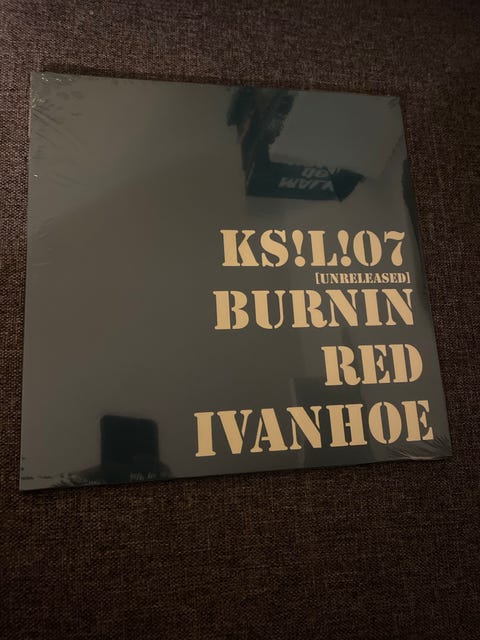 KS!L!07
[UNRELEASED]
BURNIN
RED
IVANHOE